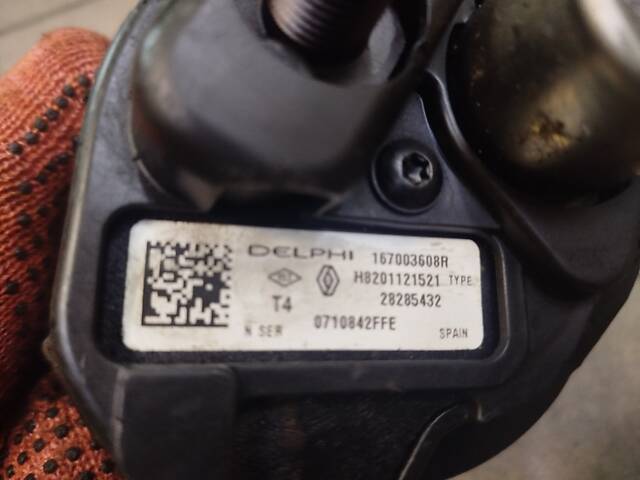 DELPHI 167003608R
H8201121521 TYPE
T4 28285432
N SER 0710842FFE SPAIN